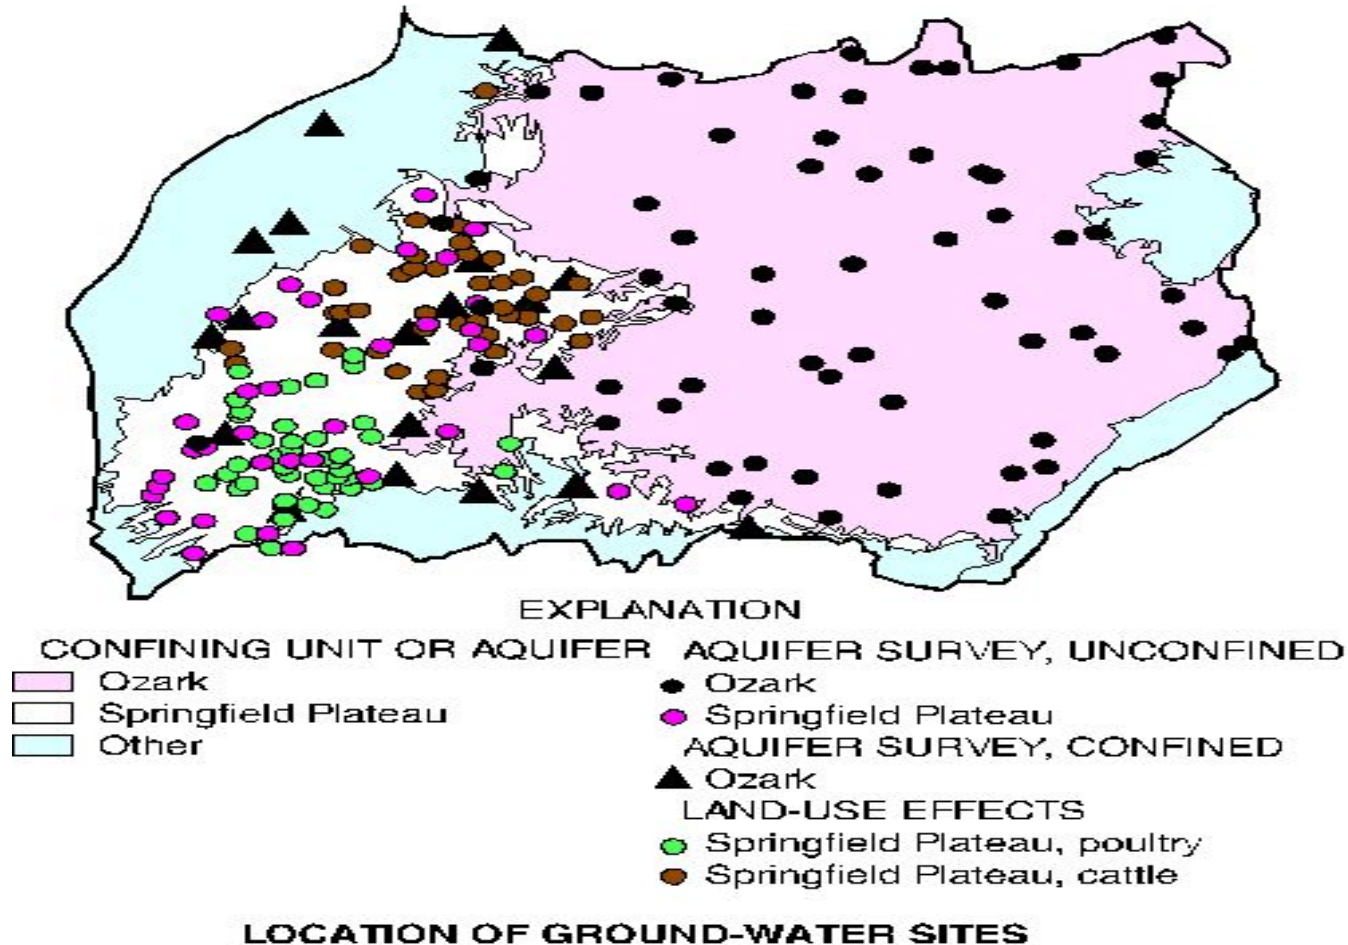 EXPLANATION
CONFINING UNIT OR AQUIFER
Ozark
Springfield Plateau
Other
AQUIFER SURVEY, UNCONFINED
Ozark
Springfield Plateau
AQUIFER SURVEY, CONFINED
Ozark
LAND-USE EFFECTS
Springfield Plateau, poultry
Springfield Plateau, cattle
LOCATION OF GROUND-WATER SITES